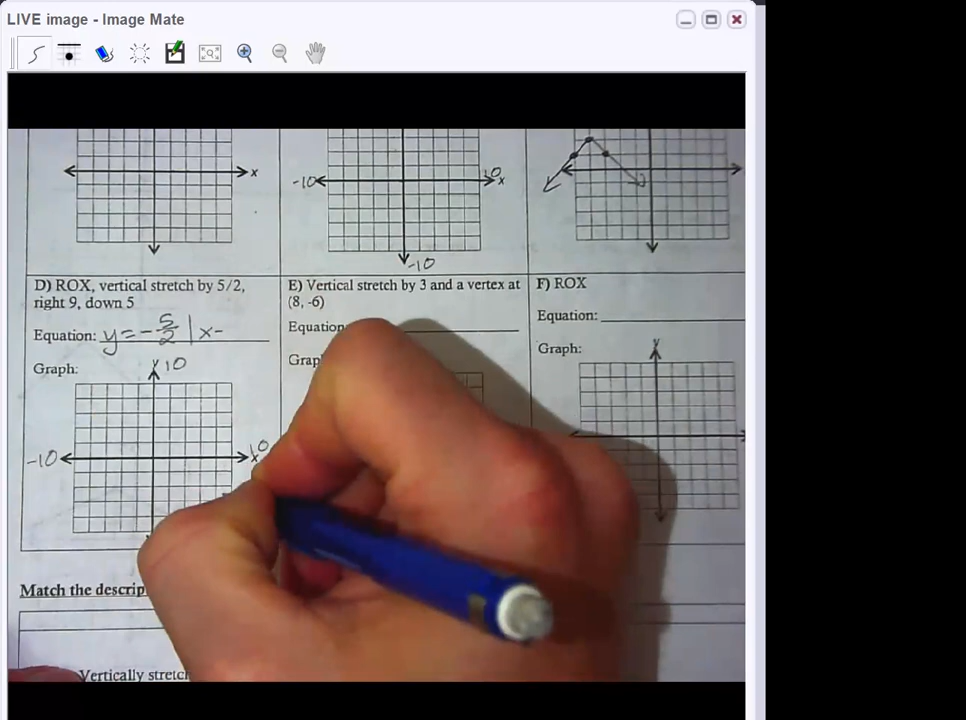 LIVE image - Image Mate
x
-10
10
x
-10
D) ROX, vertical stretch by 5/2,
right 9, down 5
Equation: y = - 5/2 | x -
Graph:
y 10
-10
10
x
E) Vertical stretch by 3 and a vertex at
(8, -6)
Equation
Grap
F) ROX
Equation:
Graph:
y
Match the descrip
Vertically stretch